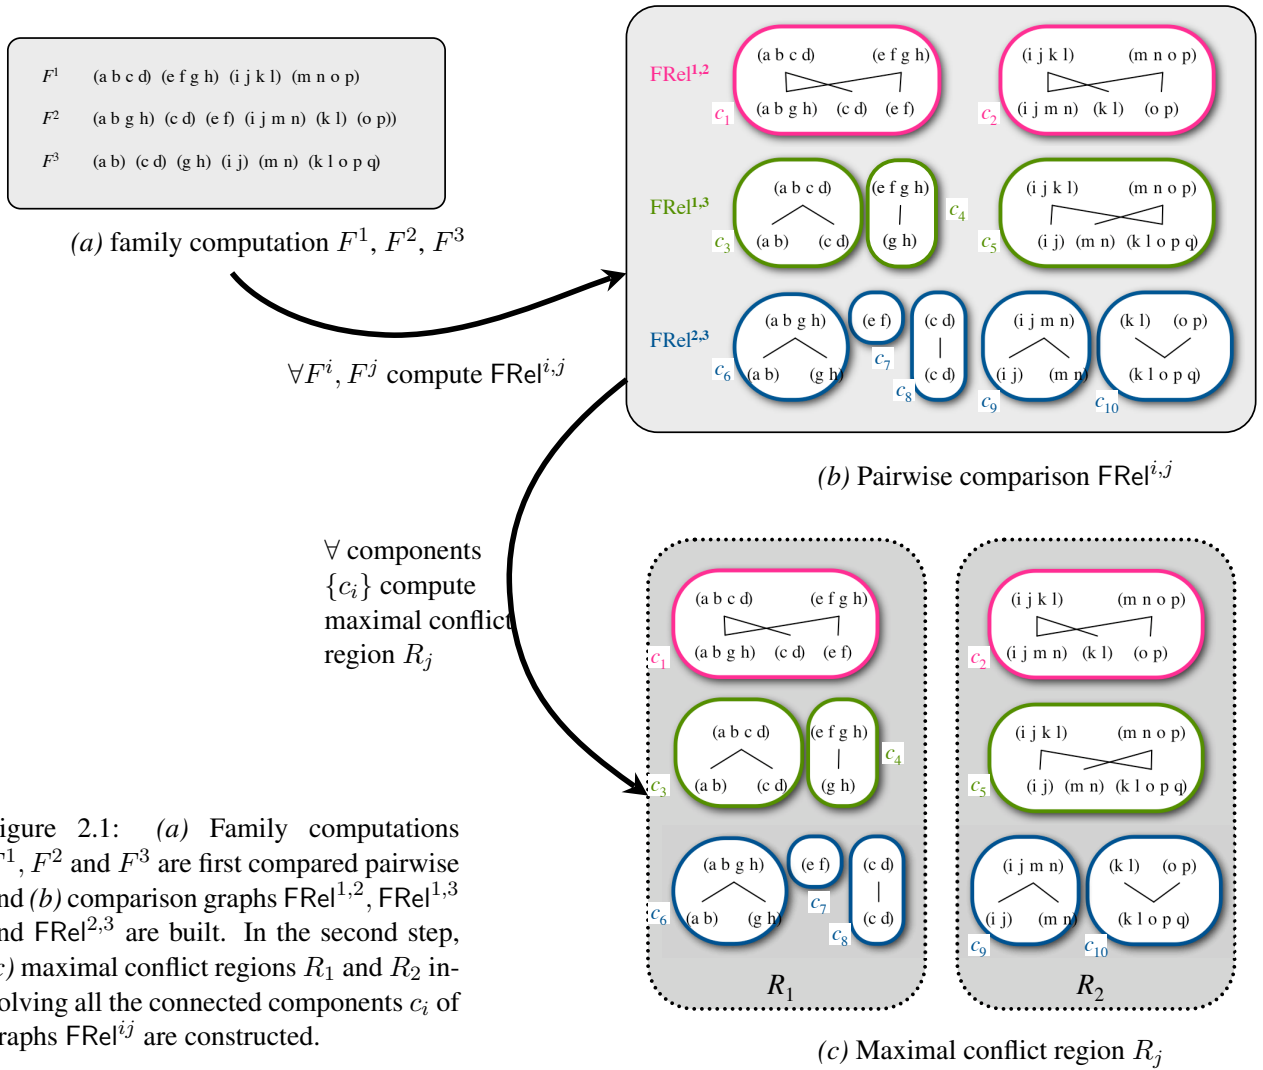 F1 (a b c d) (e f g h) (i j k l) (m n o p)
F2 (a b g h) (c d) (e f) (i j m n) (k l) (o p))
F3 (a b) (c d) (g h) (i j) (m n) (k l o p q)
(a) family computation F1, F2, F3
∀Fi, Fj compute FReli,j
FRel1,2
(a b c d) (e f g h)
(a b g h) (c d) (e f)
c1
(i j k l) (m n o p)
(i j m n) (k l) (o p)
c2
FRel1,3
(a b c d)
(a b) (c d)
c3
(e f g h)
(g h)
c4
(i j k l) (m n o p)
(i j) (m n) (k l o p q)
c5
FRel2,3
(a b g h)
(a b) (g h)
c6
(e f)
c7
(c d)
(c d)
c8
(i j m n)
(i j) (m n)
c9
(k l) (o p)
(k l o p q)
c10
(b) Pairwise comparison FReli,j
∀ components
{ci} compute
maximal conflict
region Rj
(a b c d) (e f g h)
(a b g h) (c d) (e f)
c1
(a b c d)
(a b) (c d)
c3
(e f g h)
(g h)
c4
(a b g h)
(a b) (g h)
c6
(e f)
c7
(c d)
(c d)
c8
R1
(i j k l) (m n o p)
(i j m n) (k l) (o p)
c2
(i j k l) (m n o p)
(i j) (m n) (k l o p q)
c5
(i j m n)
(i j) (m n)
c9
(k l) (o p)
(k l o p q)
c10
R2
(c) Maximal conflict region Rj
igure 2.1: (a) Family computations
F1, F2 and F3 are first compared pairwise
nd (b) comparison graphs FRel1,2, FRel1,3
nd FRel2,3 are built. In the second step,
c) maximal conflict regions R1 and R2 in-
olving all the connected components ci of
raphs FRelij are constructed.